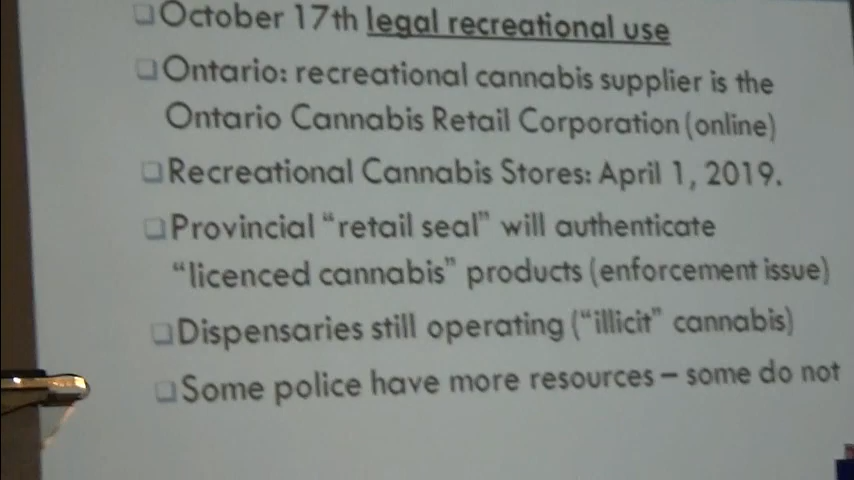 October 17th legal recreational use
Ontario: recreational cannabis supplier is the
Ontario Cannabis Retail Corporation (online)
Recreational Cannabis Stores: April 1, 2019.
Provincial “retail seal” will authenticate
“licenced cannabis” products (enforcement issue)
Dispensaries still operating (“illicit” cannabis)
Some police have more resources – some do not